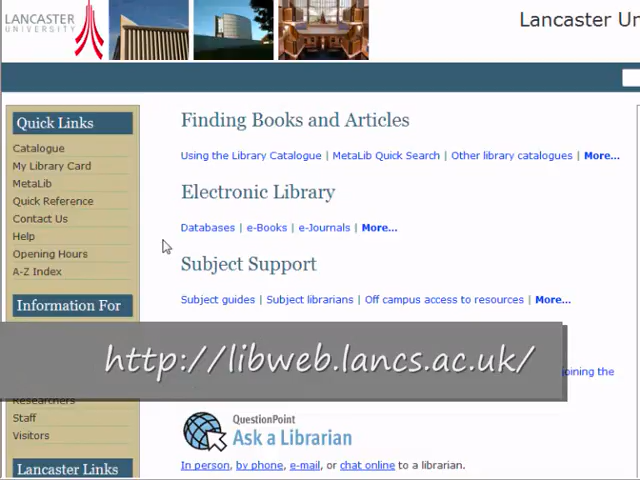 LANCASTER
UNIVERSITY
Lancaster Un
Quick Links
Catalogue
My Library Card
MetaLib
Quick Reference
Contact Us
Help
Opening Hours
A-Z Index
Information For
Researchers
Staff
Visitors
Lancaster Links
Finding Books and Articles
Using the Library Catalogue | MetaLib Quick Search | Other library catalogues | More...
Electronic Library
Databases | e-Books | e-Journals | More...
Subject Support
Subject guides | Subject librarians | Off campus access to resources | More...
http://libweb.lancs.ac.uk/
joining the
QuestionPoint
Ask a Librarian
In person, by phone, e-mail, or chat online to a librarian.